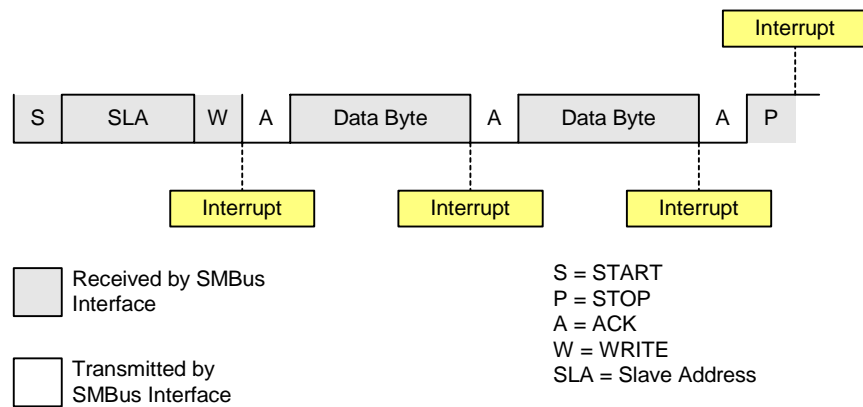 Interrupt
S SLA W A Data Byte A Data Byte A P
Interrupt Interrupt Interrupt
Received by SMBus
Interface
Transmitted by
SMBus Interface
S = START
P = STOP
A = ACK
W = WRITE
SLA = Slave Address